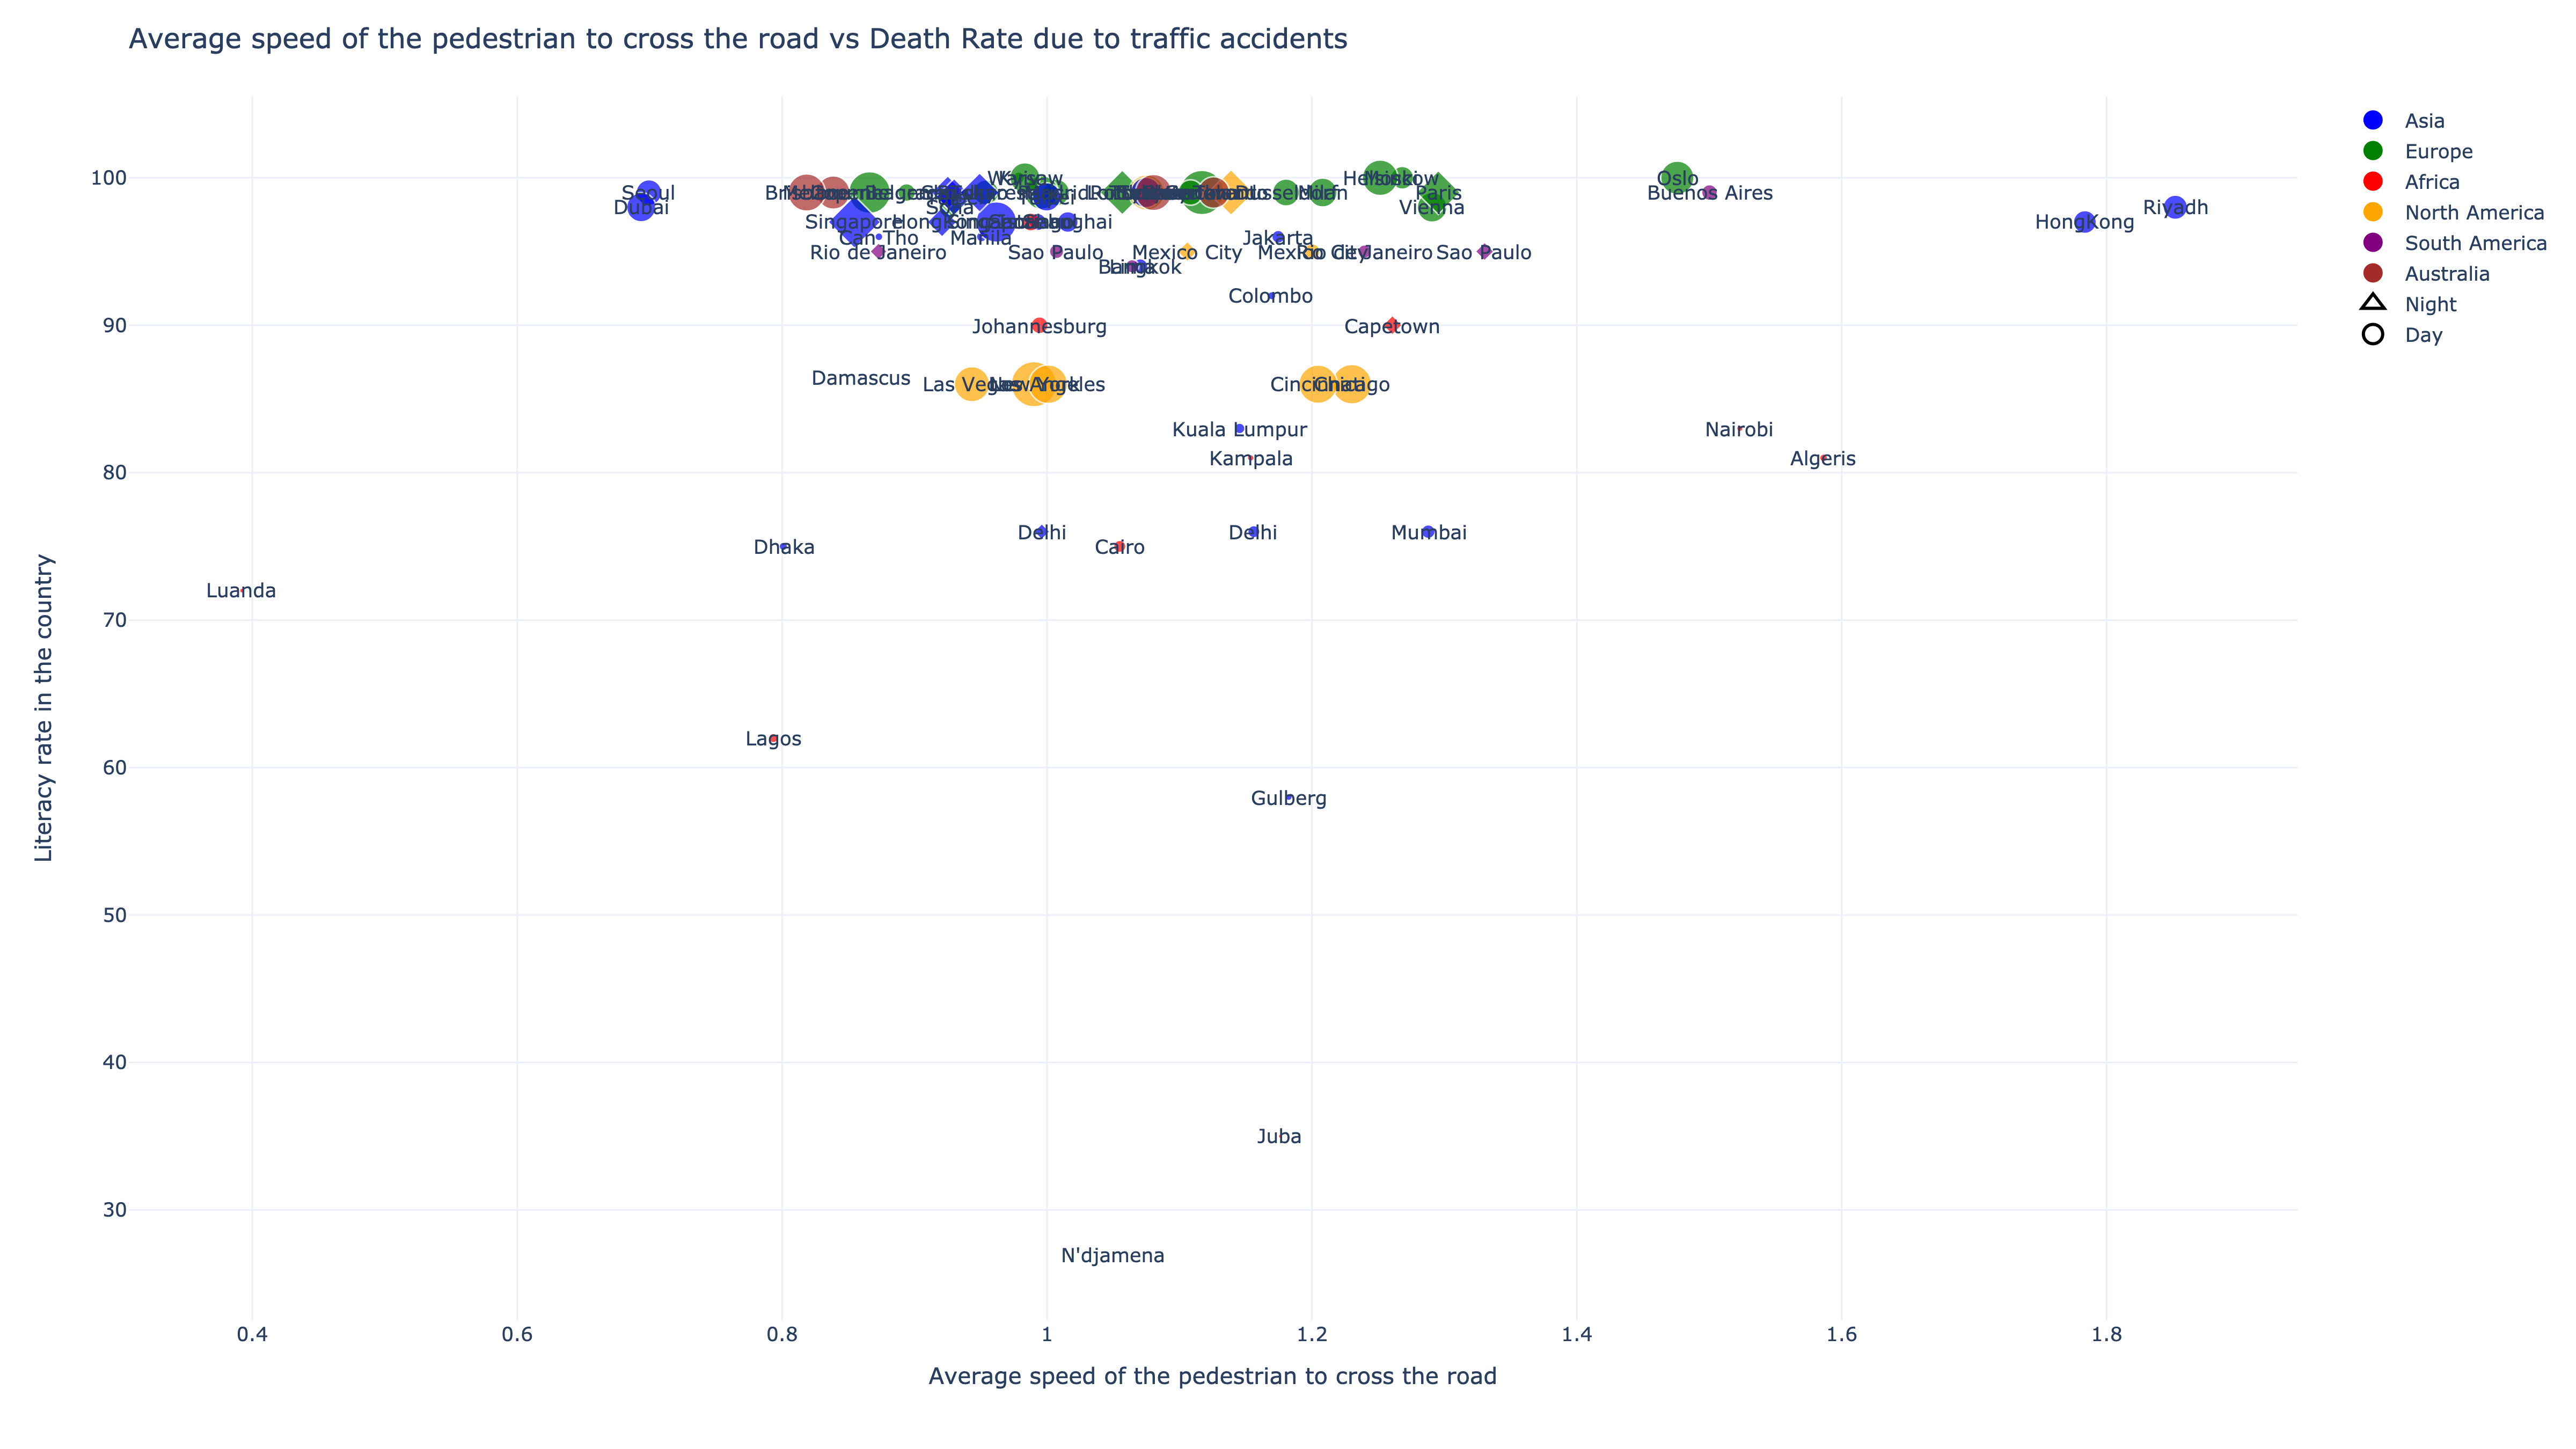 Average speed of the pedestrian to cross the road vs Death Rate due to traffic accidents
Asia
Europe
Africa
North America
South America
Australia
Night
Day
Literacy rate in the country
100
90
80
70
60
50
40
30
Warsaw
Kyiv
Helsinki
Moscow
Oslo
Seoul
Dusseldorf
Milan
Paris
Buenos Aires
Dubai
Sofia
Vienna
Riyadh
Singapore
HongKong
Shanghai
HongKong
Can Tho
Manila
Jakarta
Rio de Janeiro
Sao Paulo
Mexico City
Mexico City
Rio de Janeiro
Sao Paulo
Bangkok
Lima
Colombo
Johannesburg
Capetown
Damascus
Las Vegas
New York
Los Angeles
Cincinnati
Chicago
Kuala Lumpur
Nairobi
Kampala
Algeris
Delhi
Delhi
Mumbai
Dhaka
Cairo
Luanda
Lagos
Gulberg
Juba
N'djamena
0.4
0.6
0.8
1
1.2
1.4
1.6
1.8
Average speed of the pedestrian to cross the road